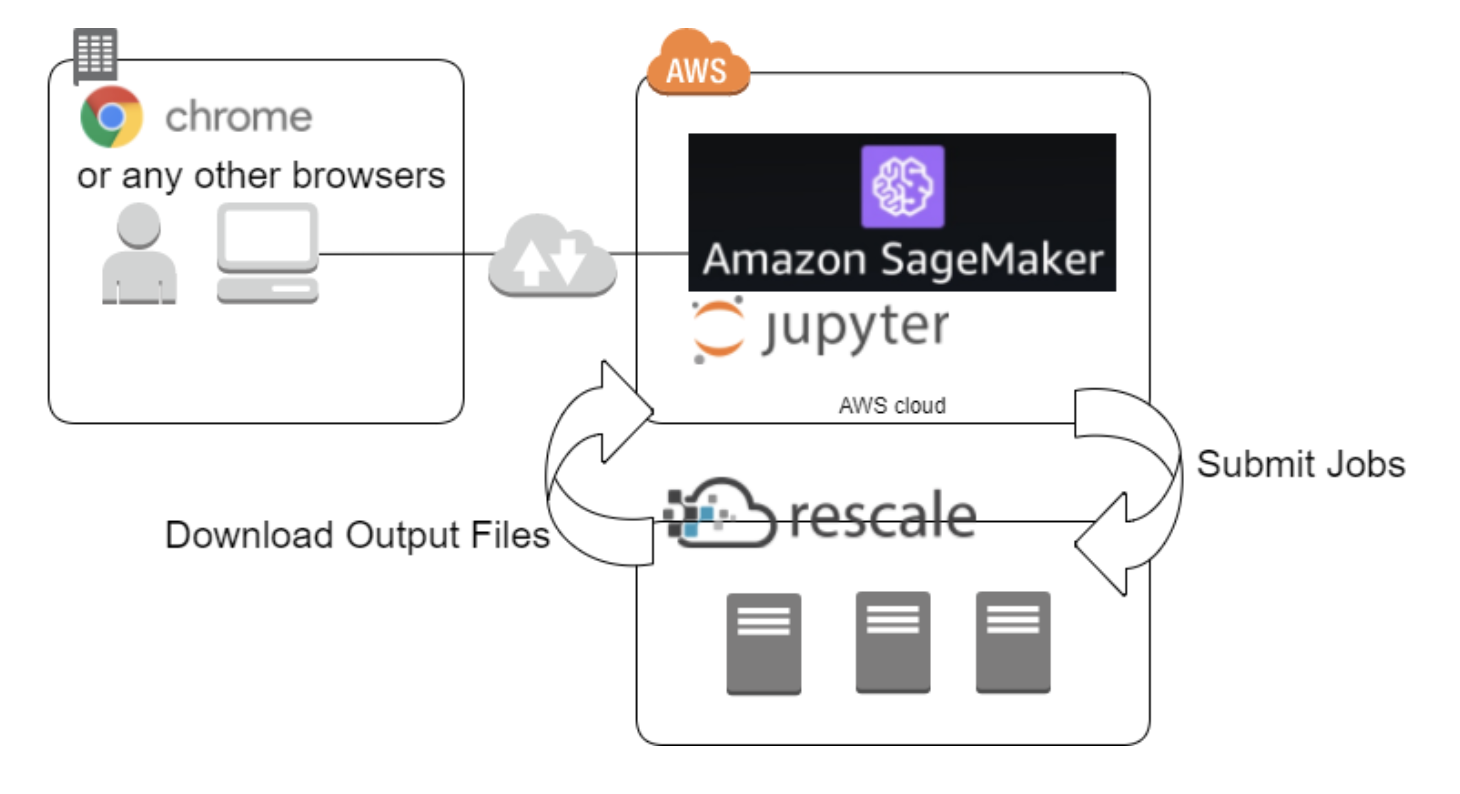 chrome
or any other browsers
AWS
Amazon SageMaker
jupyter
AWS cloud
Submit Jobs
rescale
Download Output Files